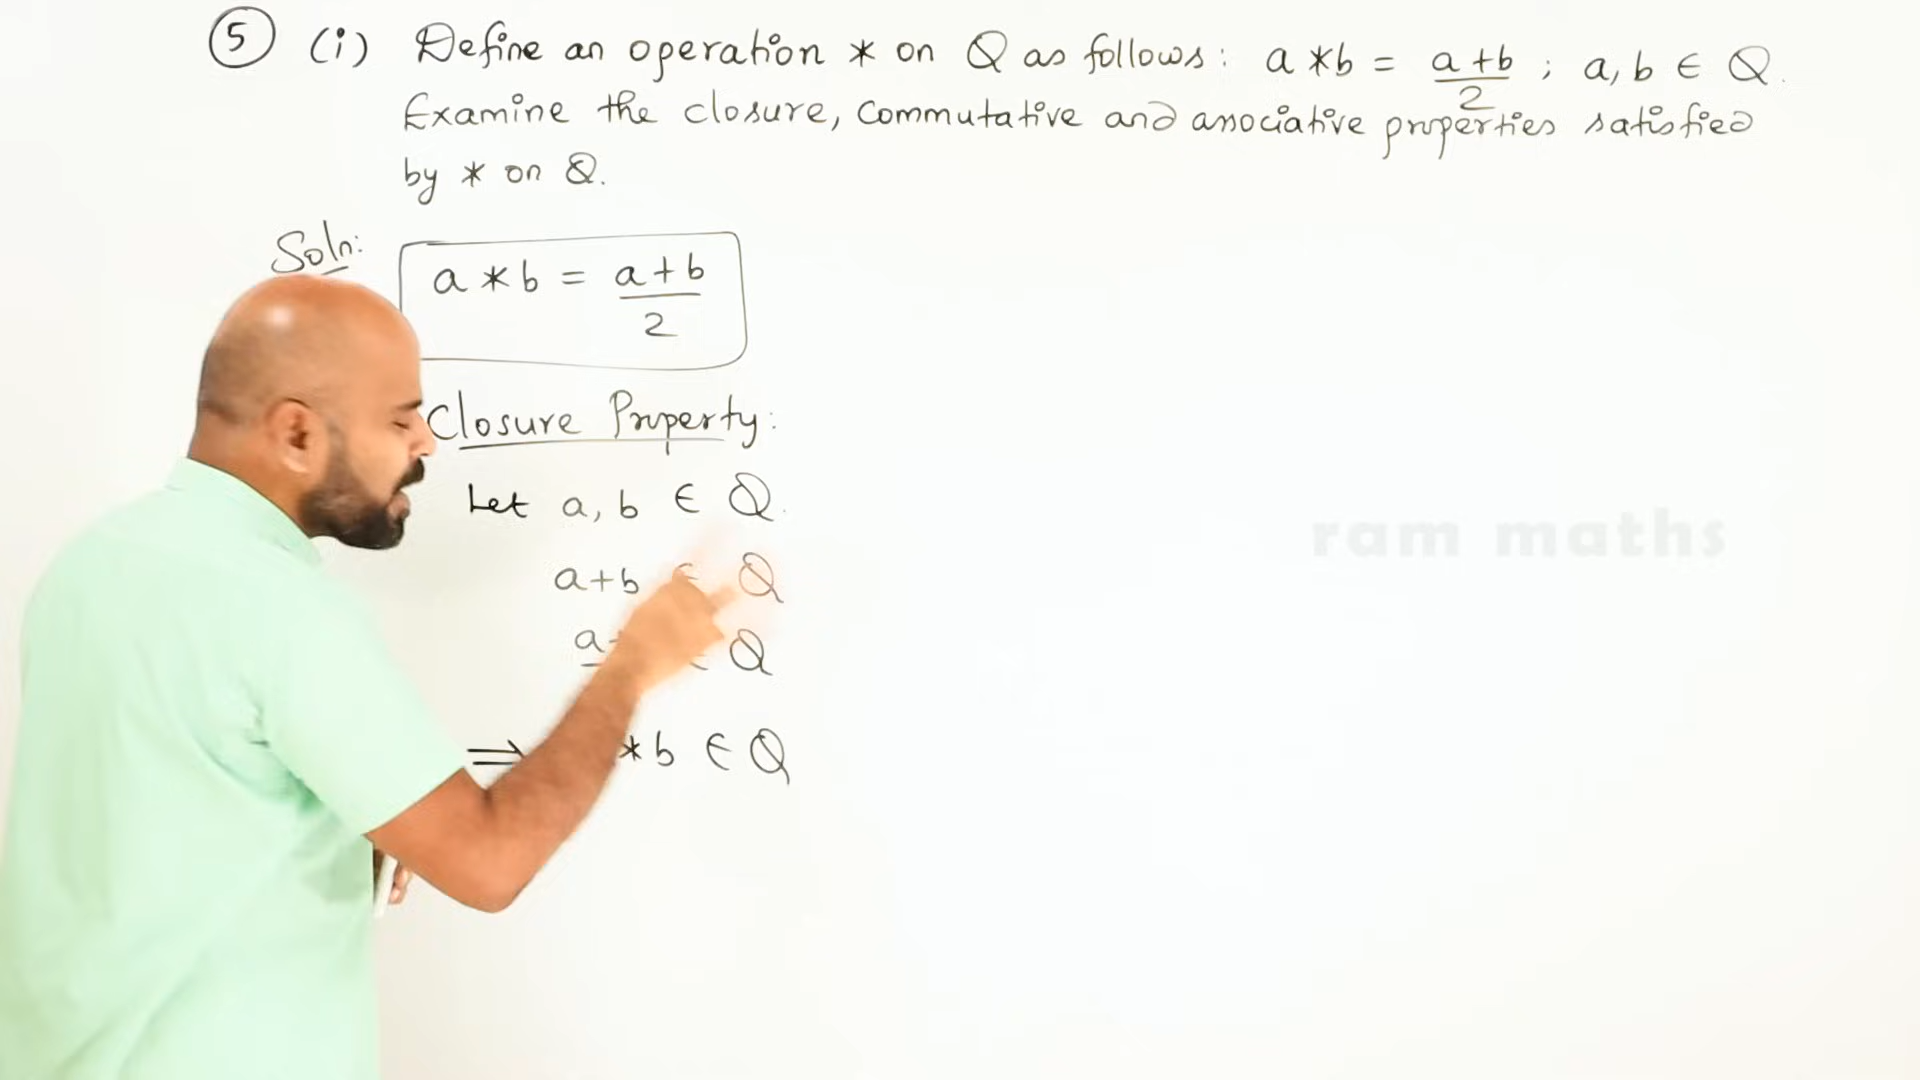 5 (i) Define an operation * on Q as follows: a * b = a+b/2 ; a, b ∈ Q.
Examine the closure, commutative and associative properties satisfied
by * on Q.
Soln:
a * b = a+b/2
Closure Property:
Let a, b ∈ Q.
a+b ∈ Q
a+ ∈ Q
⇒ *b ∈ Q
ram maths